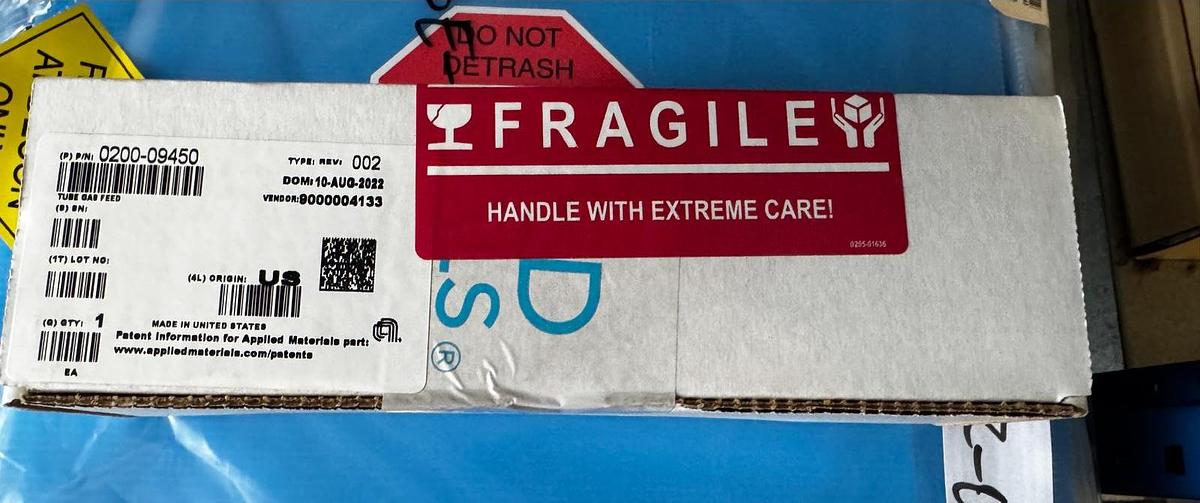 DO NOT
DETRASH
FRAGILE
HANDLE WITH EXTREME CARE!
0295-01636
(P) P/N: 0200-09450
TYPE: REV: 002
DOM: 10-AUG-2022
TUBE GAS FEED
VENDOR:9000004133
(S) SN:
(1T) LOT NO:
(4L) ORIGIN: US
(Q) QTY: 1
MADE IN UNITED STATES
Patent information for Applied Materials part:
www.appliedmaterials.com/patents
EA
D
LS®